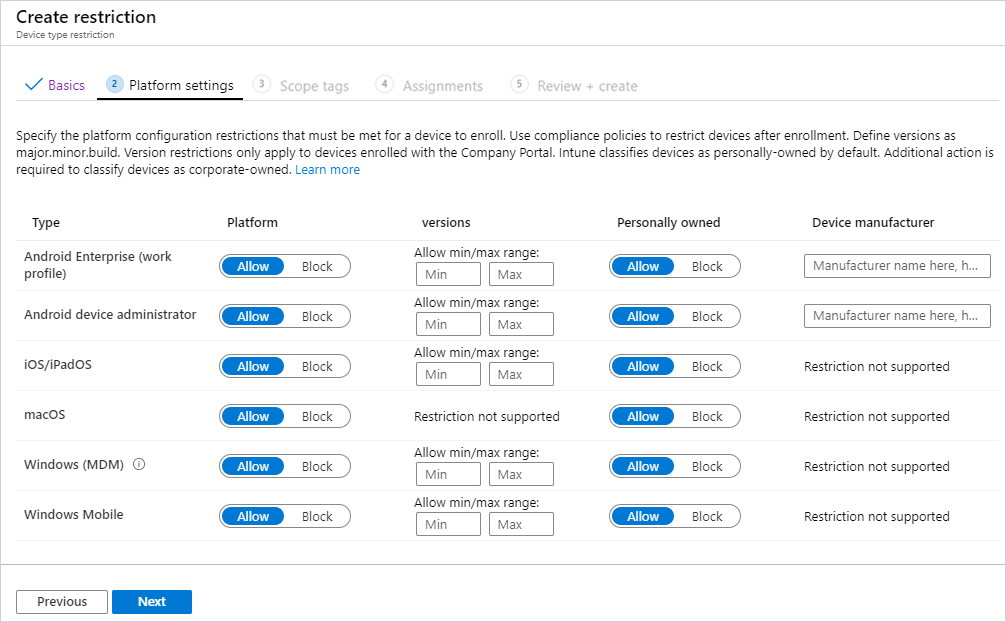 Create restriction
Device type restriction
Basics
2 Platform settings
3 Scope tags
4 Assignments
5 Review + create
Specify the platform configuration restrictions that must be met for a device to enroll. Use compliance policies to restrict devices after enrollment. Define versions as
major.minor.build. Version restrictions only apply to devices enrolled with the Company Portal. Intune classifies devices as personally-owned by default. Additional action is
required to classify devices as corporate-owned. Learn more
Type Platform versions Personally owned Device manufacturer
Android Enterprise (work
profile)
Allow Block
Allow min/max range:
Min Max
Allow Block
Manufacturer name here, h...
Android device administrator
Allow Block
Allow min/max range:
Min Max
Allow Block
Manufacturer name here, h...
iOS/iPadOS
Allow Block
Allow min/max range:
Min Max
Allow Block
Restriction not supported
macOS
Allow Block
Restriction not supported
Allow Block
Restriction not supported
Windows (MDM)
Allow Block
Allow min/max range:
Min Max
Allow Block
Restriction not supported
Windows Mobile
Allow Block
Allow min/max range:
Min Max
Allow Block
Restriction not supported
Previous Next